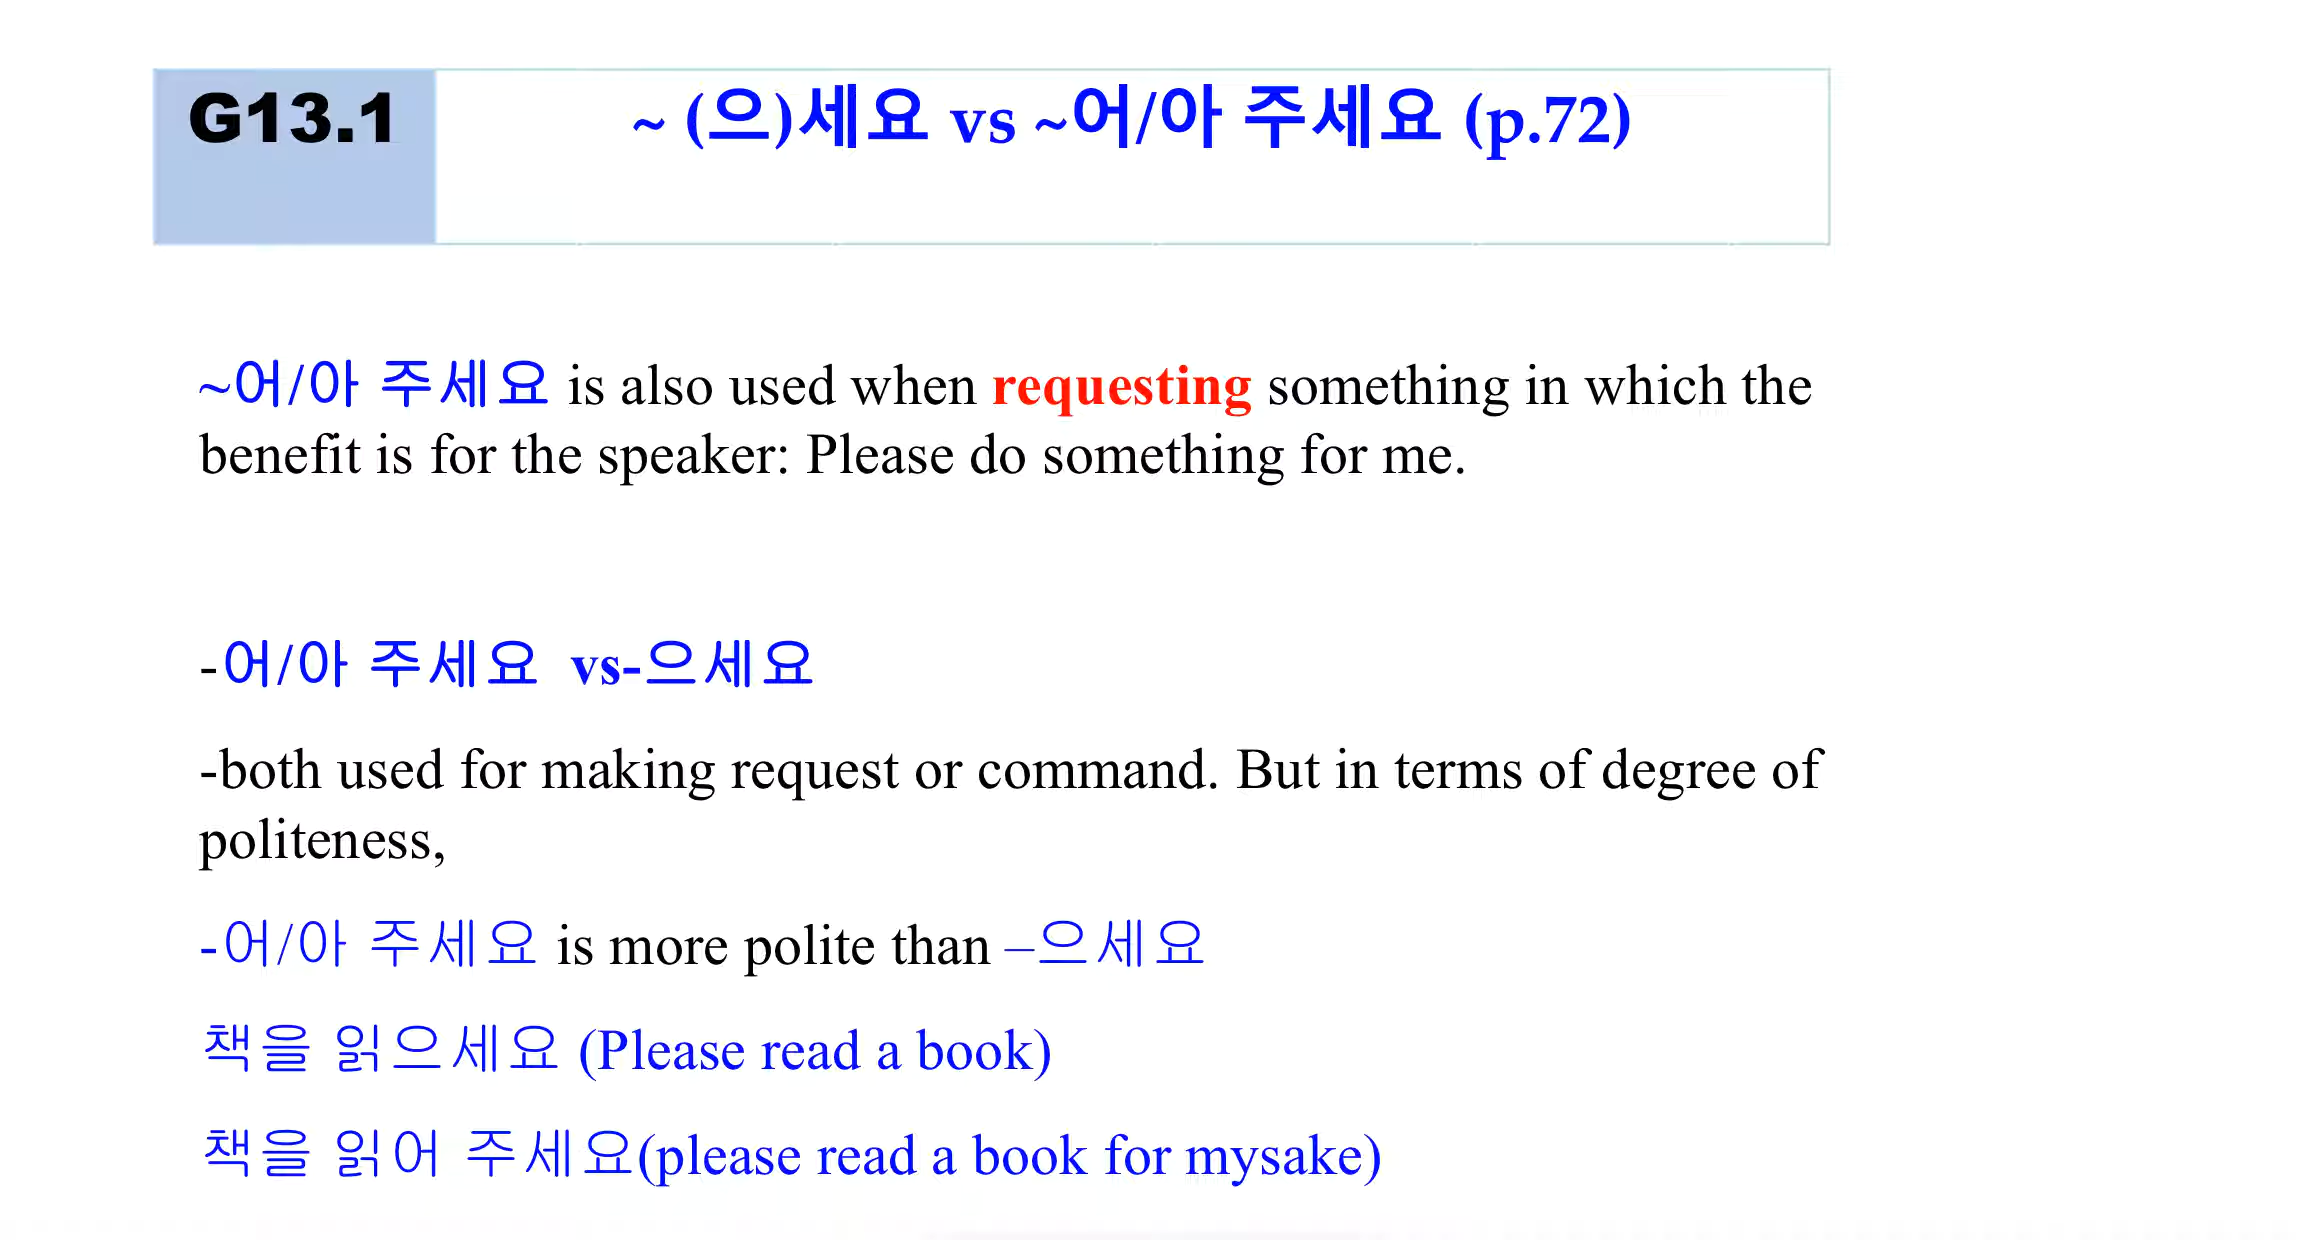 G13.1
~ (으)세요 vs ~어/아 주세요 (p.72)
~어/아 주세요 is also used when requesting something in which the
benefit is for the speaker: Please do something for me.
-어/아 주세요 vs-으세요
-both used for making request or command. But in terms of degree of
politeness,
-어/아 주세요 is more polite than –으세요
책을 읽으세요 (Please read a book)
책을 읽어 주세요(please read a book for mysake)